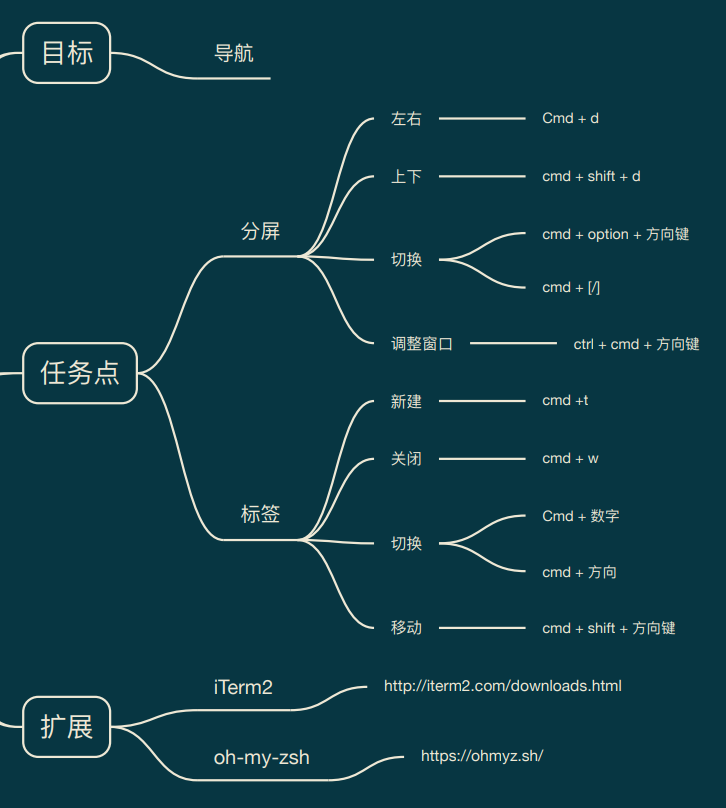 目标
导航
任务点
分屏
左右
Cmd + d
上下
cmd + shift + d
切换
cmd + option + 方向键
cmd + [/]
调整窗口
ctrl + cmd + 方向键
标签
新建
cmd +t
关闭
cmd + w
切换
Cmd + 数字
cmd + 方向
移动
cmd + shift + 方向键
扩展
iTerm2
http://iterm2.com/downloads.html
oh-my-zsh
https://ohmyz.sh/